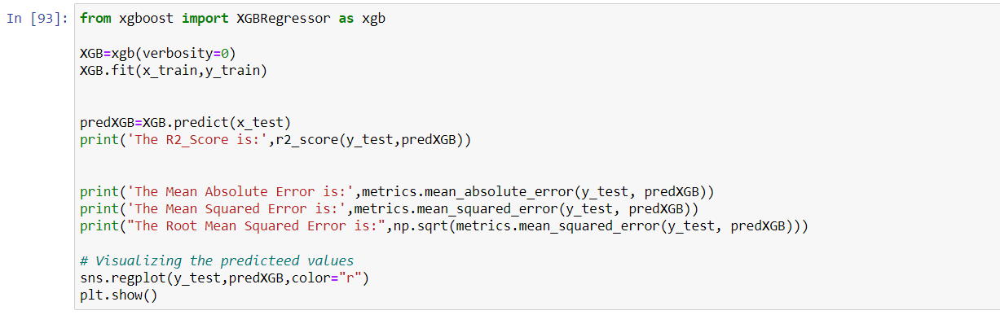 In [93]: from xgboost import XGBRegressor as xgb
XGB=xgb(verbosity=0)
XGB.fit(x_train,y_train)
predXGB=XGB.predict(x_test)
print('The R2_Score is:',r2_score(y_test,predXGB))
print('The Mean Absolute Error is:',metrics.mean_absolute_error(y_test, predXGB))
print('The Mean Squared Error is:',metrics.mean_squared_error(y_test, predXGB))
print("The Root Mean Squared Error is:",np.sqrt(metrics.mean_squared_error(y_test, predXGB)))
# Visualizing the predicteed values
sns.regplot(y_test,predXGB,color="r")
plt.show()